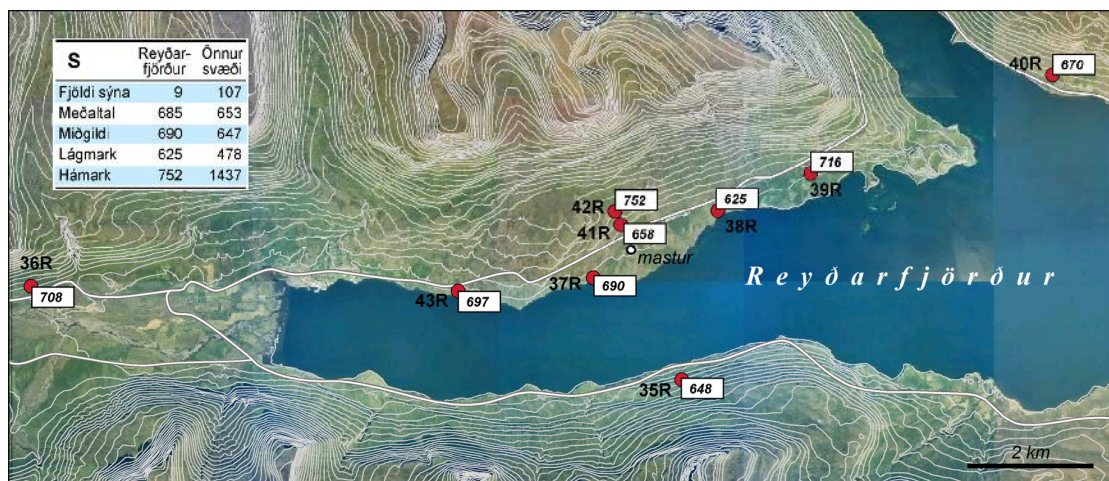 S
Reyðar-
fjörður
Önnur
svæði
Fjöldi sýna 9 107
Meðaltal 685 653
Miðgildi 690 647
Lágmark 625 478
Hámark 752 1437
40R 670
716
39R
42R 752
625
38R
41R 658
mastur
36R
708
37R 690
43R 697
Reyðarfjörður
35R 648
2 km